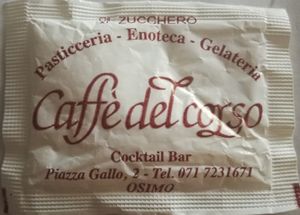 ZUCCHERO
Pasticceria - Enoteca - Gelateria
Caffè del corso
Cocktail Bar
Piazza Gallo, 2 - Tel. 071 7231671
OSIMO